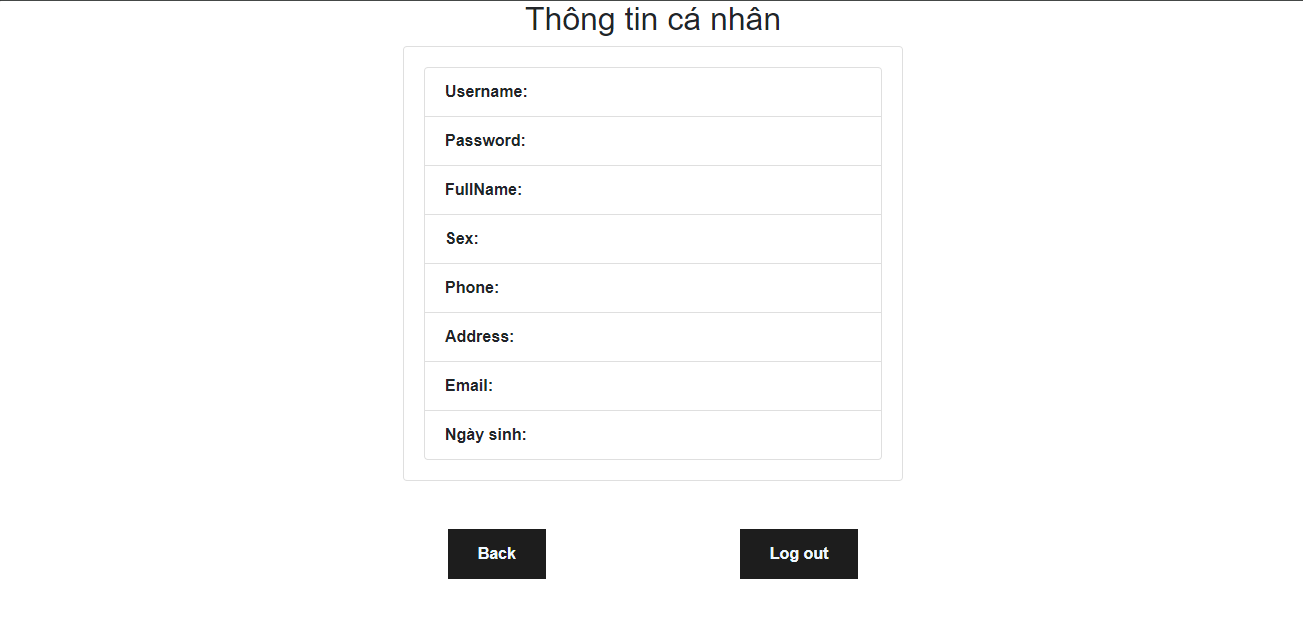 Thông tin cá nhân
Username:
Password:
FullName:
Sex:
Phone:
Address:
Email:
Ngày sinh:
Back
Log out